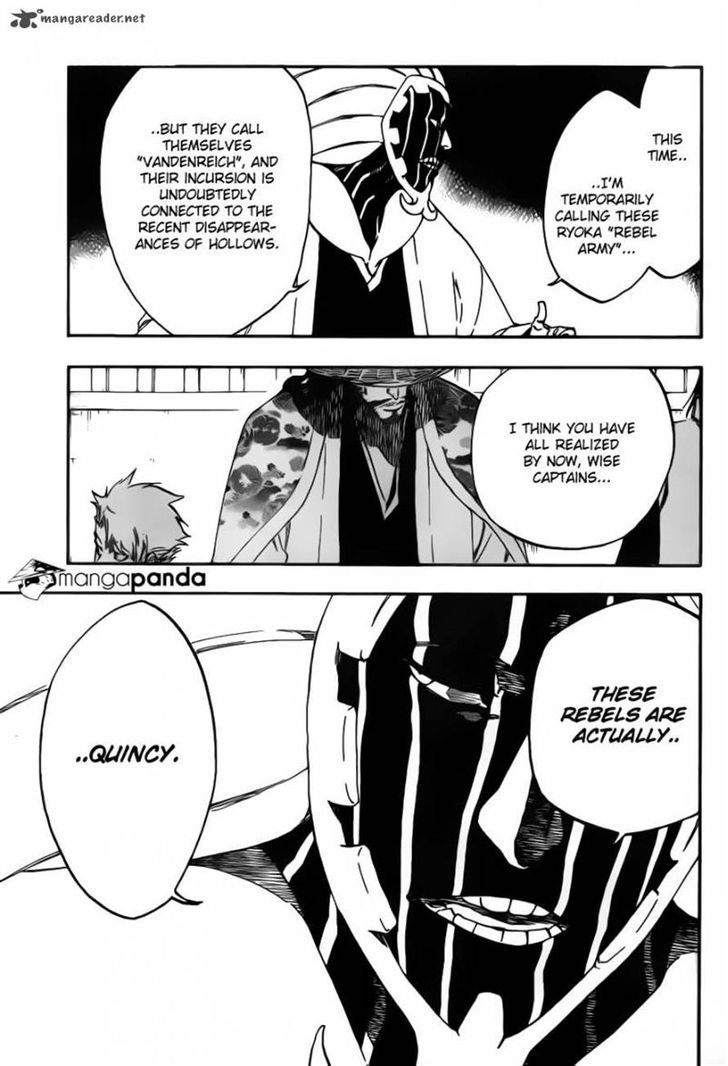 mangareader.net
THIS
TIME..
..I'M
TEMPORARILY
CALLING THESE
RYOKA "REBEL
ARMY"...
..BUT THEY CALL
THEMSELVES
"VANDENREICH", AND
THEIR INCURSION IS
UNDOUBTEDLY
CONNECTED TO THE
RECENT DISAPPEAR-
ANCES OF HOLLOWS.
I THINK YOU HAVE
ALL REALIZED
BY NOW, WISE
CAPTAINS...
mangapanda
THESE
REBELS ARE
ACTUALLY..
..QUINCY.